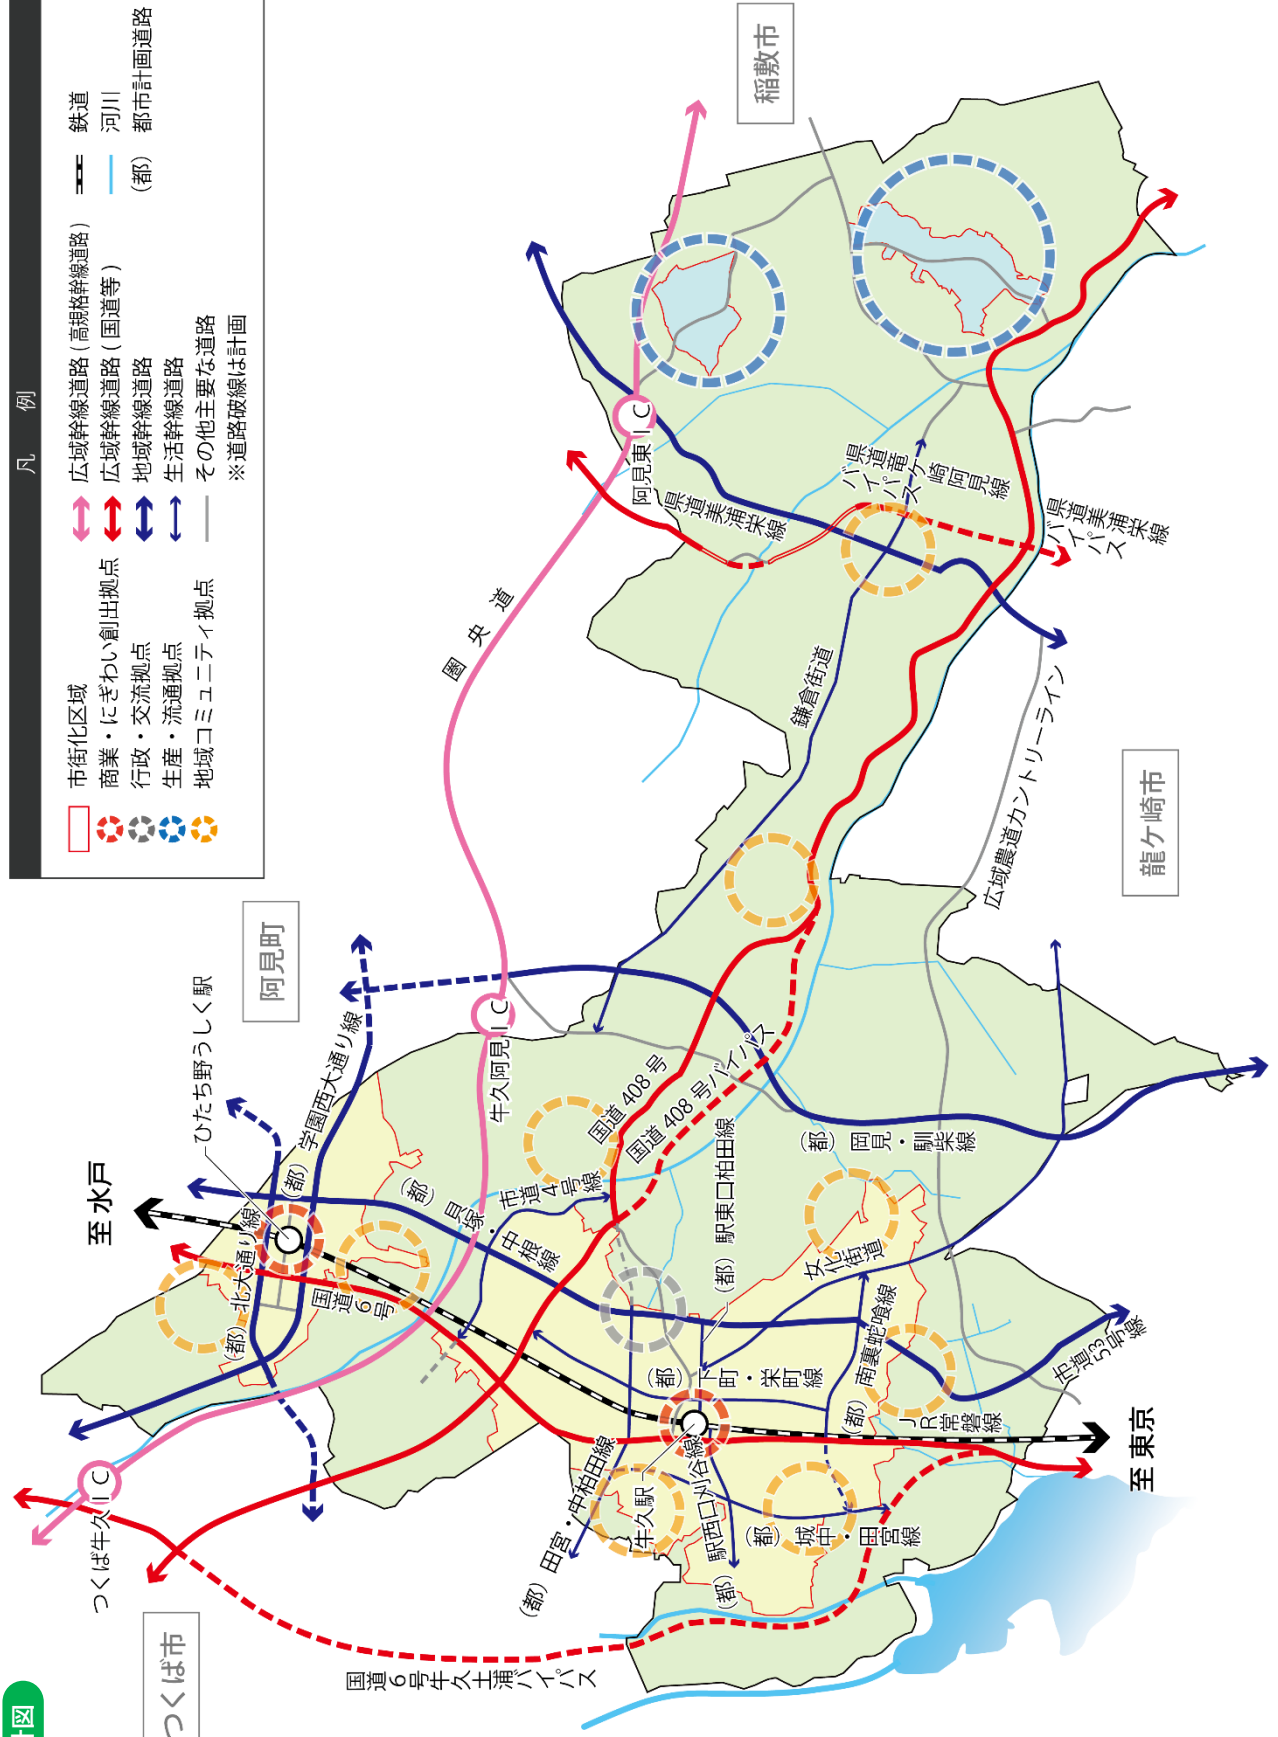 計図
凡 例
市街化区域
商業・にぎわい創出拠点
行政・交流拠点
生産・流通拠点
地域コミュニティ拠点
広域幹線道路(高規格幹線道路)
広域幹線道路(国道等)
地域幹線道路
生活幹線道路
その他主要な道路
※道路破線は計画
鉄道
河川
(都) 都市計画道路
つくば市
阿見町
稲敷市
龍ケ崎市
至 水戸
至 東京
ひたち野うしく駅
牛久駅
つくば牛久IC
牛久阿見IC
阿見東IC
圏央道
国道6号牛久土浦バイパス
国道6号
(都)北大通り線
(都)学園西大通り線
(都)貝塚・中根線
市道4号線
国道408号
国道408号バイパス
(都)駅東口柏田線
(都)田宮・中柏田線
(都)駅西口刈谷線
(都)城中・田宮線
(都)下町・栄町線
(都)南裏蛇喰線
女化街道
JR常磐線
市道53号線
(都)岡見・馴柴線
広域農道カントリーライン
鎌倉街道
県道美浦栄線
県道竜ケ崎阿見線
バイパス
県道美浦栄線
バイパス